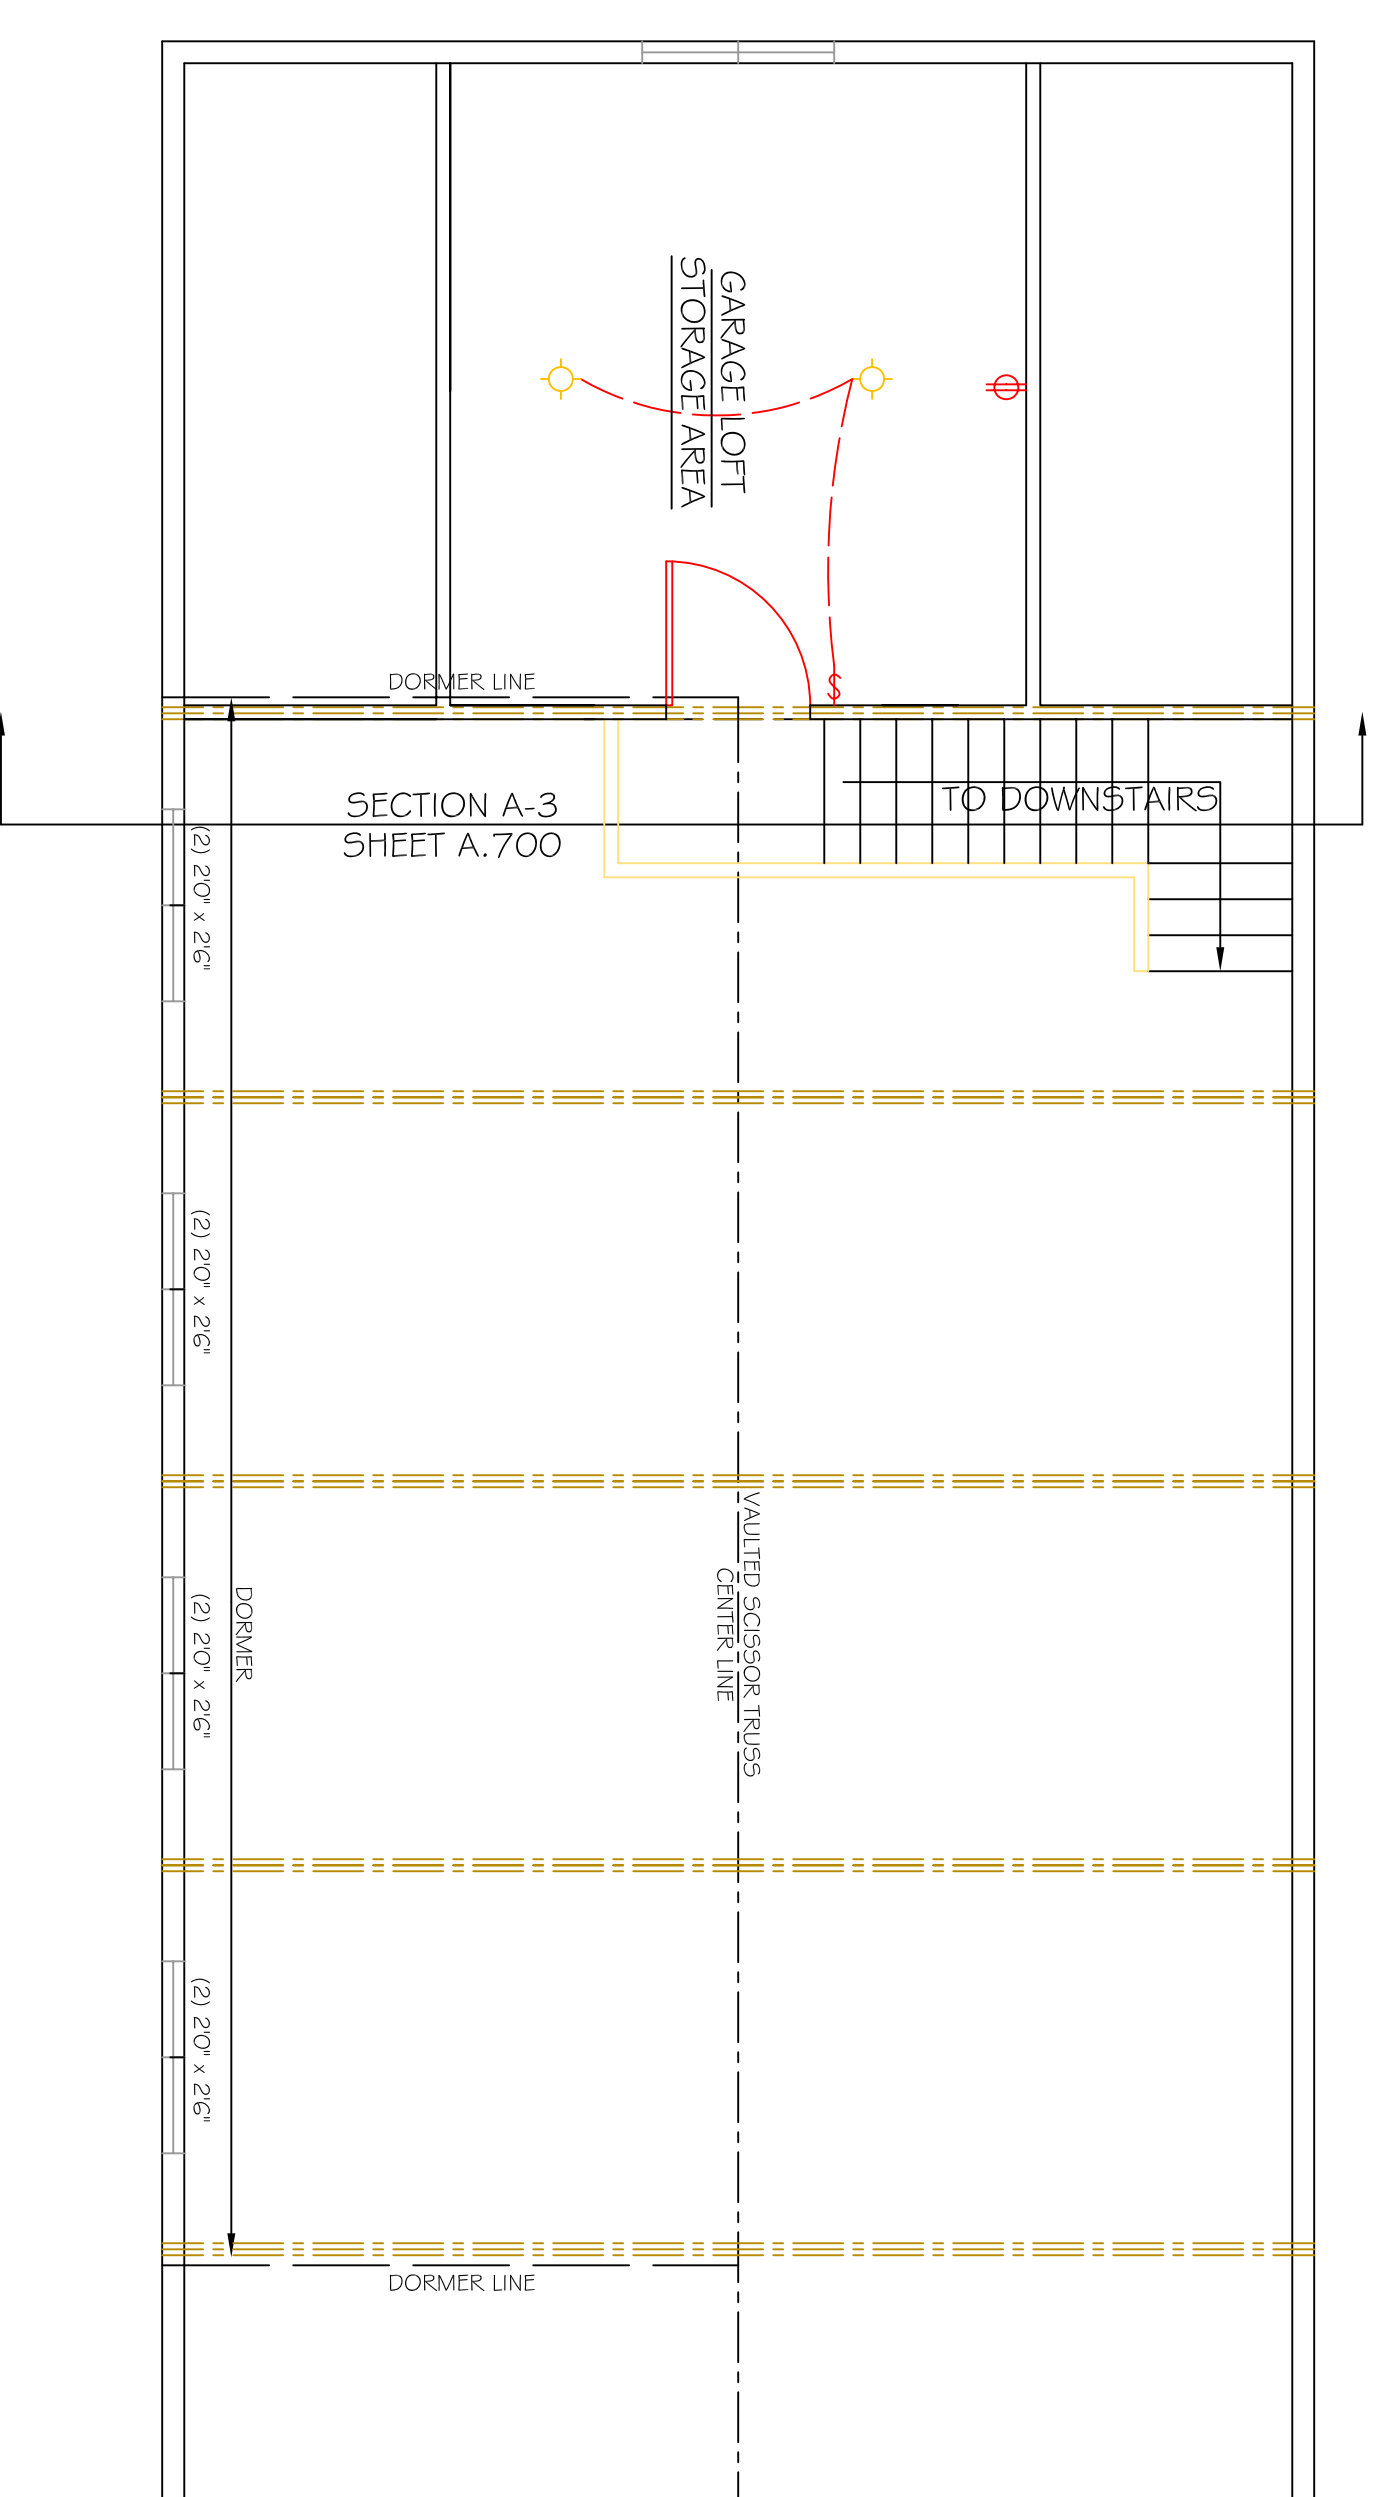 GARAGE LOFT
STORAGE AREA
S
DORMER LINE
SECTION A-3
SHEET A.700
TO DOWNSTAIRS
(2) 2'0" x 2'6"
(2) 2'0" x 2'6"
VAULTED SCISSOR TRUSS
CENTER LINE
DORMER
(2) 2'0" x 2'6"
(2) 2'0" x 2'6"
DORMER LINE